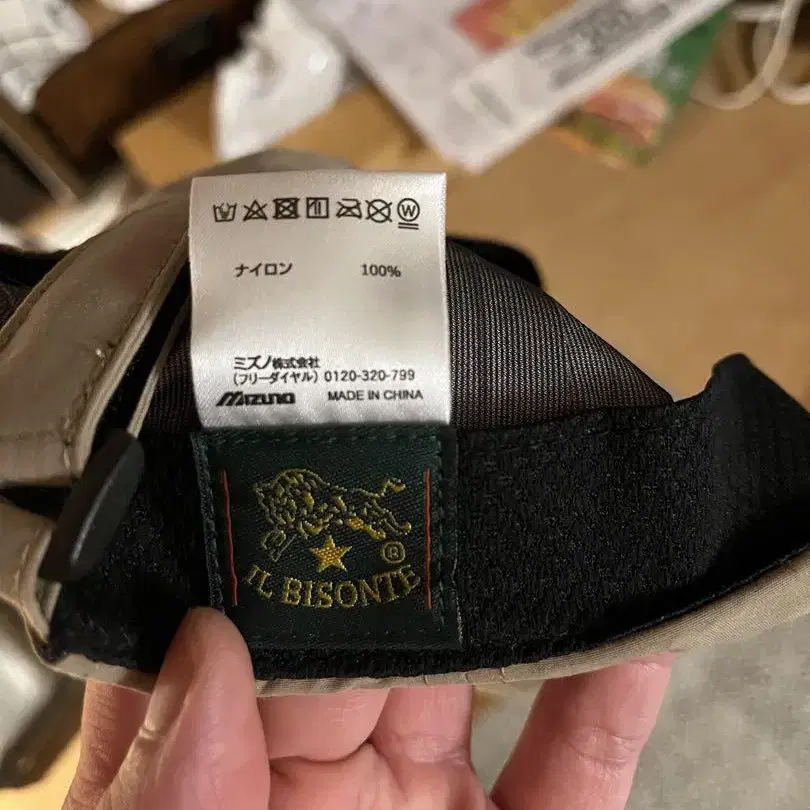 W
ナイロン 100%
ミズノ株式会社
(フリーダイヤル) 0120-320-799
MIZUNO MADE IN CHINA
®
IL BISONTE